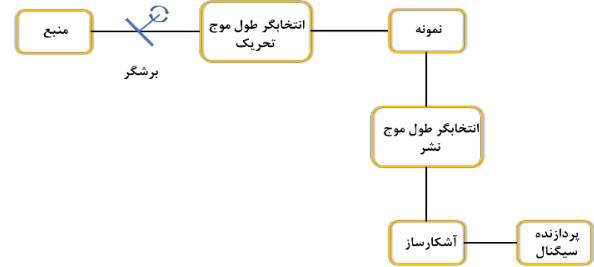 منبع
برشگر
انتخابگر طول موج
تحریک
نمونه
انتخابگر طول موج
نشر
آشکارساز
پردازنده
سیگنال